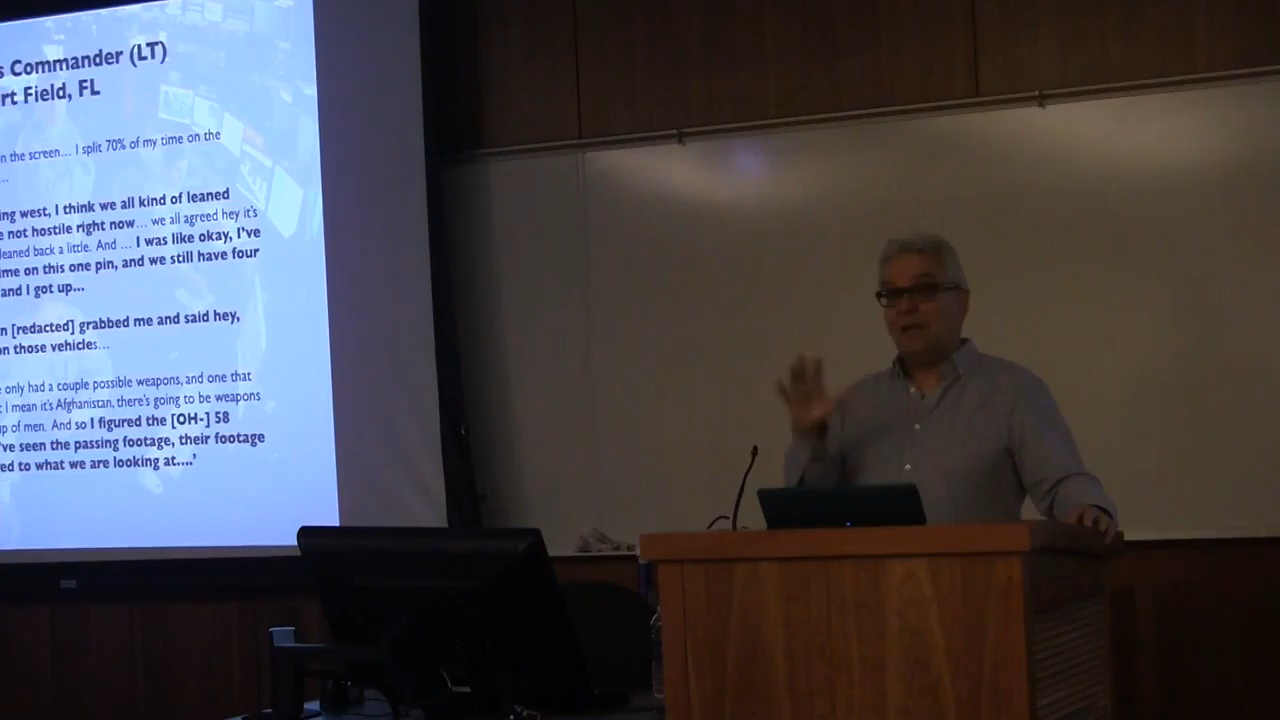 s Commander (LT)
rt Field, FL
n the screen... I split 70% of my time on the
...
ing west, I think we all kind of leaned
e not hostile right now... we all agreed hey it's
leaned back a little. And ... I was like okay, I've
ime on this one pin, and we still have four
and I got up...
n [redacted] grabbed me and said hey,
on those vehicles...
e only had a couple possible weapons, and one that
t I mean it's Afghanistan, there's going to be weapons
up of men. And so I figured the [OH-] 58
've seen the passing footage, their footage
ed to what we are looking at....'